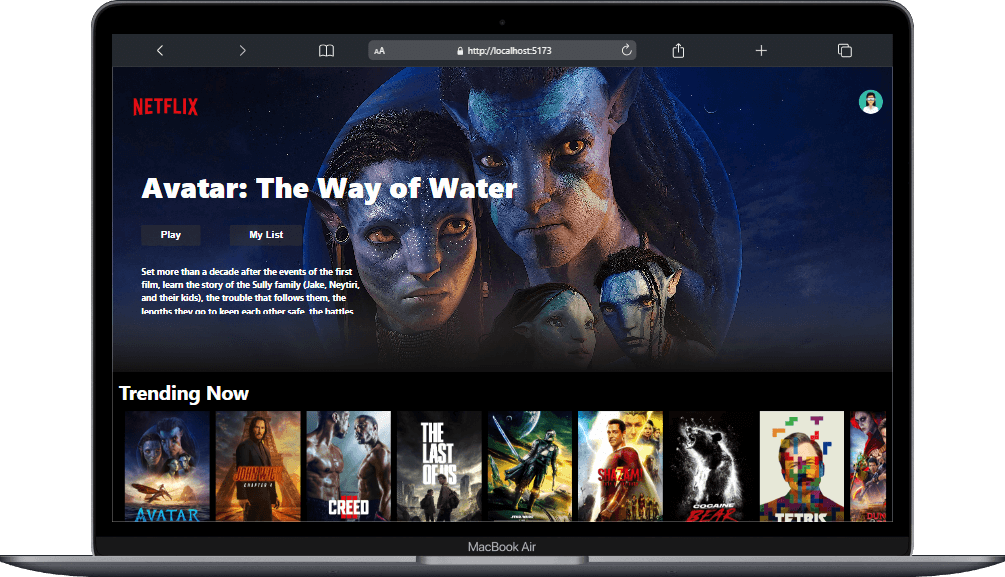 AA http://localhost:5173
NETFLIX
Avatar: The Way of Water
Play My List
Set more than a decade after the events of the first
film, learn the story of the Sully family (Jake, Neytiri,
and their kids), the trouble that follows them, the
lengths they go to keep each other safe, the battles
Trending Now
AVATAR
JOHN WICK
CHAPTER 4
CREED
THE
LAST
OF US
STAR WARS
SHAZAM
COCAINE
BEAR
TETRIS
MacBook Air